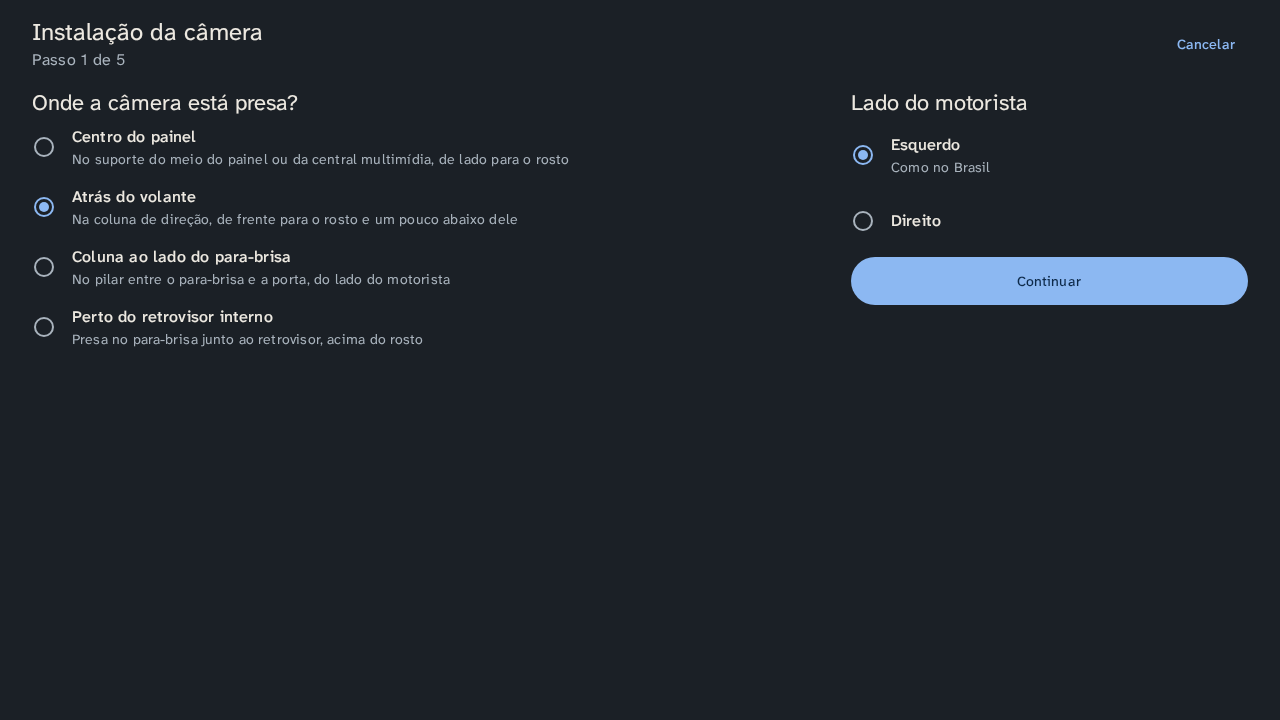 Instalação da câmera
Passo 1 de 5
Cancelar
Onde a câmera está presa?
Centro do painel
No suporte do meio do painel ou da central multimídia, de lado para o rosto
Atrás do volante
Na coluna de direção, de frente para o rosto e um pouco abaixo dele
Coluna ao lado do para-brisa
No pilar entre o para-brisa e a porta, do lado do motorista
Perto do retrovisor interno
Presa no para-brisa junto ao retrovisor, acima do rosto
Lado do motorista
Esquerdo
Como no Brasil
Direito
Continuar